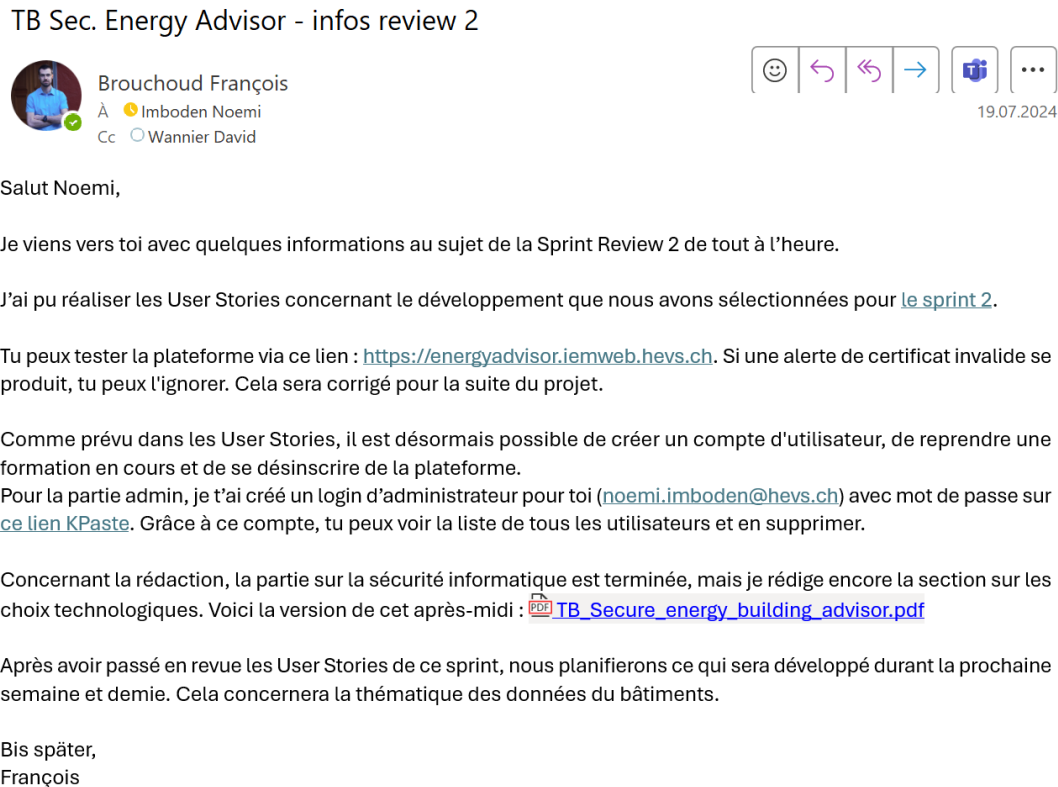 TB Sec. Energy Advisor - infos review 2
Brouchoud François
À Imboden Noemi
Cc Wannier David
19.07.2024
Salut Noemi,
Je viens vers toi avec quelques informations au sujet de la Sprint Review 2 de tout à l’heure.
J’ai pu réaliser les User Stories concernant le développement que nous avons sélectionnées pour le sprint 2.
Tu peux tester la plateforme via ce lien : https://energyadvisor.iemweb.hevs.ch. Si une alerte de certificat invalide se
produit, tu peux l'ignorer. Cela sera corrigé pour la suite du projet.
Comme prévu dans les User Stories, il est désormais possible de créer un compte d'utilisateur, de reprendre une
formation en cours et de se désinscrire de la plateforme.
Pour la partie admin, je t’ai créé un login d’administrateur pour toi (noemi.imboden@hevs.ch) avec mot de passe sur
ce lien KPaste. Grâce à ce compte, tu peux voir la liste de tous les utilisateurs et en supprimer.
Concernant la rédaction, la partie sur la sécurité informatique est terminée, mais je rédige encore la section sur les
choix technologiques. Voici la version de cet après-midi : PDF TB_Secure_energy_building_advisor.pdf
Après avoir passé en revue les User Stories de ce sprint, nous planifierons ce qui sera développé durant la prochaine
semaine et demie. Cela concernera la thématique des données du bâtiments.
Bis später,
François